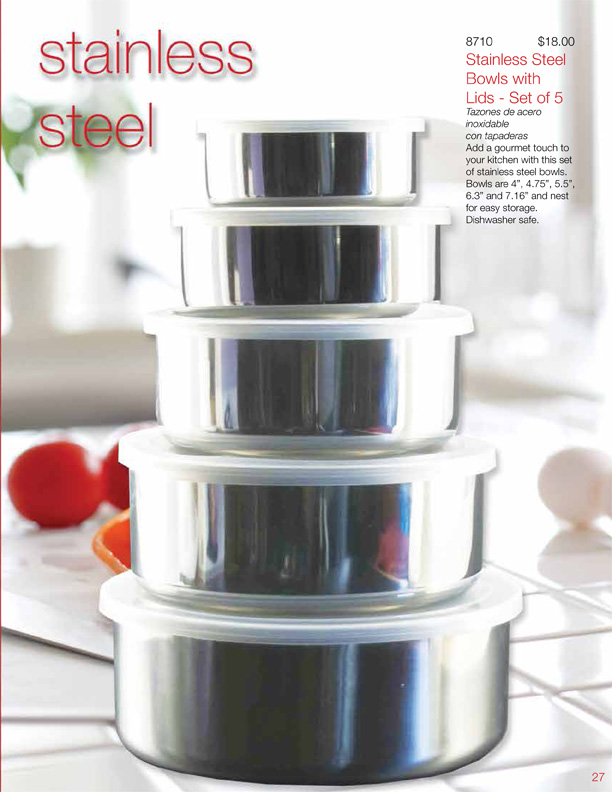 stainless
steel
8710 $18.00
Stainless Steel
Bowls with
Lids - Set of 5
Tazones de acero
inoxidable
con tapaderas
Add a gourmet touch to
your kitchen with this set
of stainless steel bowls.
Bowls are 4", 4.75", 5.5",
6.3" and 7.16" and nest
for easy storage.
Dishwasher safe.
27